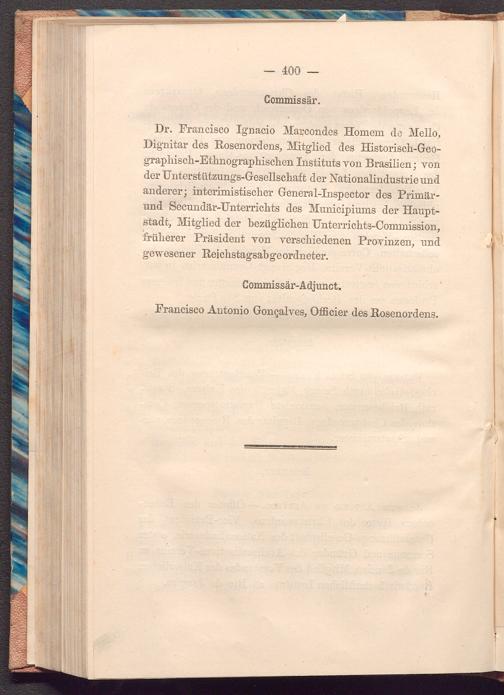 — 400 —
Commissär.
Dr. Francisco Ignacio Marcondes Homem de Mello,
Dignitar des Rosenordens, Mitglied des Historisch-Geo-
graphisch-Ethnographischen Instituts von Brasilien; von
der Unterstützungs-Gesellschaft der Nationalindustrie und
anderer; interimistischer General-Inspector des Primär-
und Secundär-Unterrichts des Municipiums der Haupt-
stadt, Mitglied der bezüglichen Unterrichts-Commission,
früherer Präsident von verschiedenen Provinzen, und
gewesener Reichstagsabgeordneter.
Commissär-Adjunct.
Francisco Antonio Gonçalves, Officier des Rosenordens.